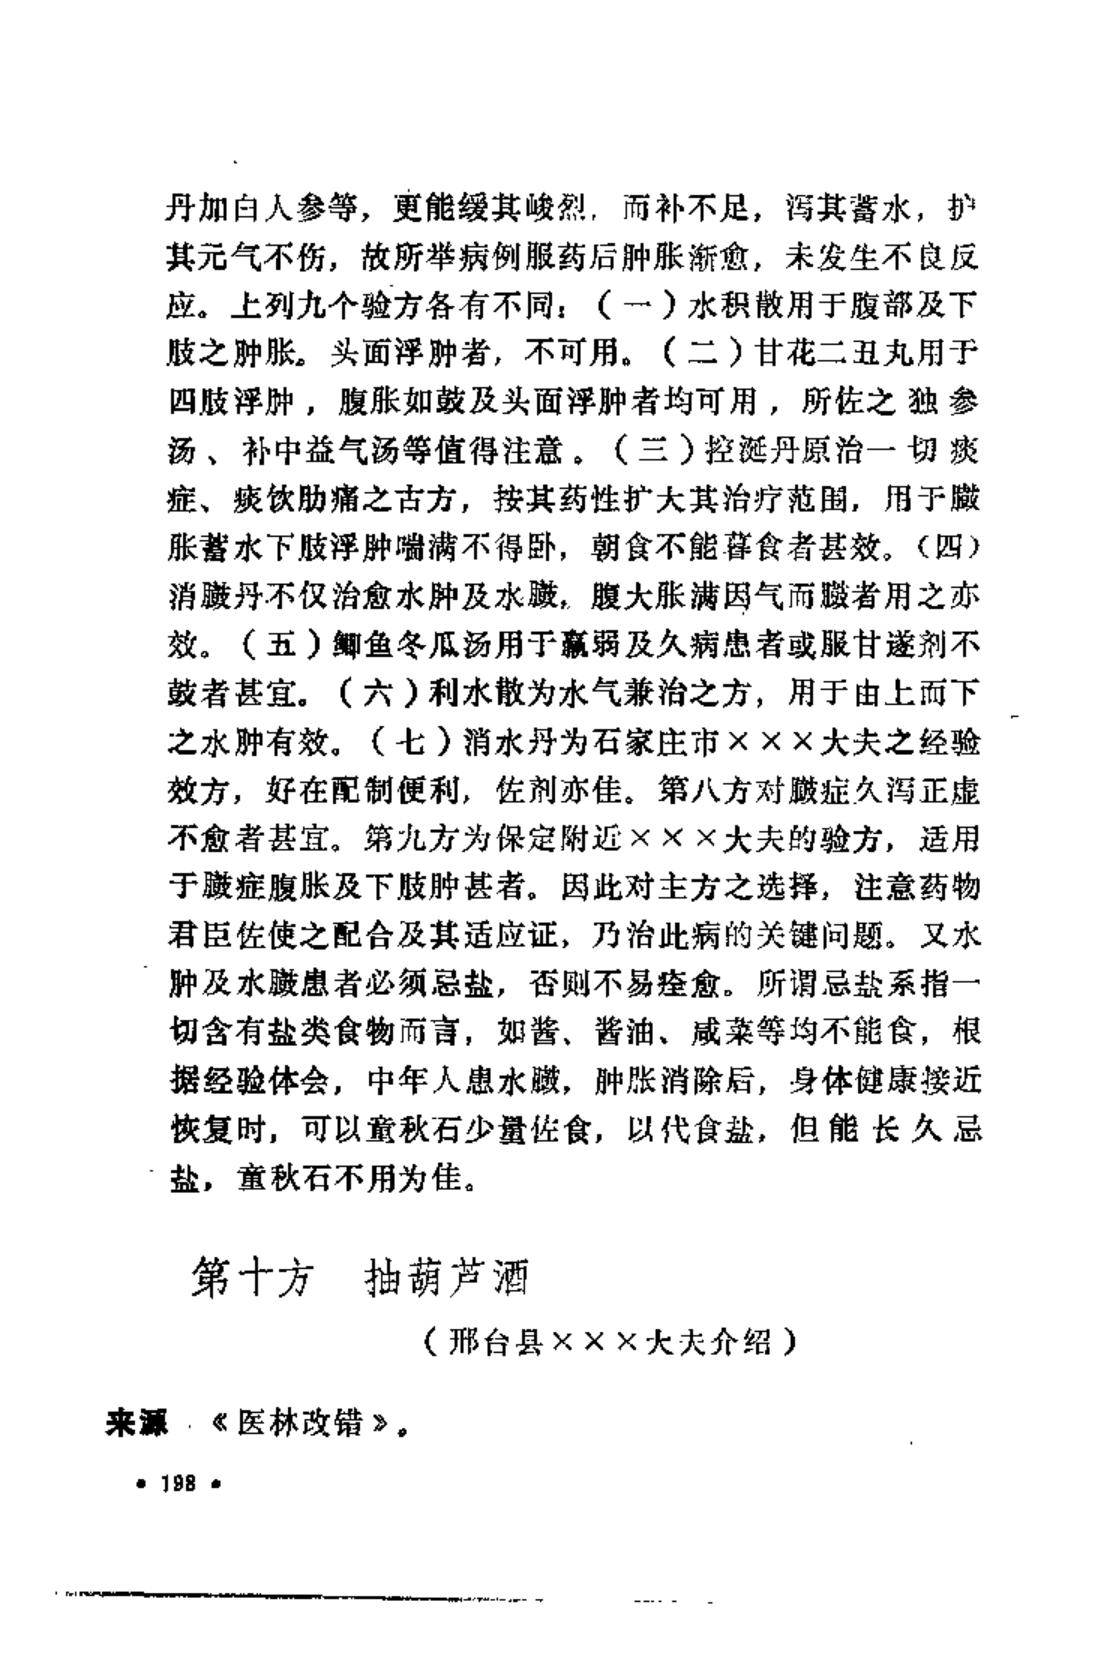 丹加白人参等，更能缓其峻烈，而补不足，泻其蓄水，护
其元气不伤，故所举病例服药后肿胀渐愈，未发生不良反
应。上列九个验方各有不同：（一）水积散用于腹部及下
肢之肿胀。头面浮肿者，不可用。（二）甘花二丑丸用于
四肢浮肿，腹胀如鼓及头面浮肿者均可用，所佐之独参
汤、补中益气汤等值得注意。（三）控涎丹原治一切痰
症、痰饮肋痛之古方，按其药性扩大其治疗范围，用于臌
胀蓄水下肢浮肿喘满不得卧，朝食不能暮食者甚效。（四）
消臌丹不仅治愈水肿及水臌，腹大胀满因气而臌者用之亦
效。（五）鲫鱼冬瓜汤用于羸弱及久病患者或服甘遂剂不
鼓者甚宜。（六）利水散为水气兼治之方，用于由上而下
之水肿有效。（七）消水丹为石家庄市×××大夫之经验
效方，好在配制便利，佐剂亦佳。第八方对臌症久泻正虚
不愈者甚宜。第九方为保定附近×××大夫的验方，适用
于臌症腹胀及下肢肿甚者。因此对主方之选择，注意药物
君臣佐使之配合及其适应证，乃治此病的关键问题。又水
肿及水臌患者必须忌盐，否则不易痊愈。所谓忌盐系指一
切含有盐类食物而言，如酱、酱油、咸菜等均不能食，根
据经验体会，中年人患水臌，肿胀消除后，身体健康接近
恢复时，可以童秋石少量佐食，以代食盐，但能长久忌
盐，童秋石不用为佳。
第十方 抽葫芦酒
（邢台县×××大夫介绍）
来源 《医林改错》。
• 198 •